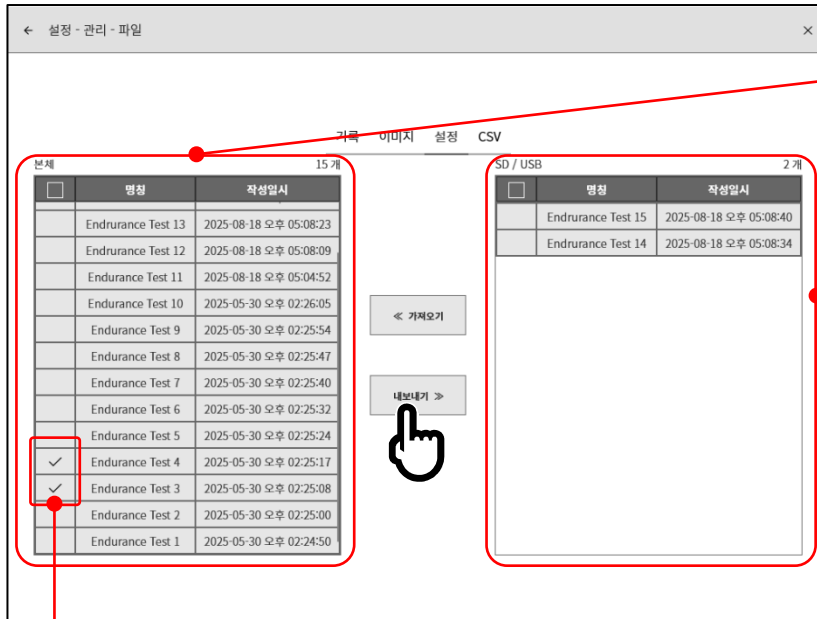 ← 설정 - 관리 - 파일 ×
기록 이미지 설정 CSV
본체 15 개
명칭 작성일시
Endrurance Test 13 2025-08-18 오후 05:08:23
Endrurance Test 12 2025-08-18 오후 05:08:09
Endurance Test 11 2025-08-18 오후 05:04:52
Endurance Test 10 2025-05-30 오후 02:26:05
Endurance Test 9 2025-05-30 오후 02:25:54
Endurance Test 8 2025-05-30 오후 02:25:47
Endurance Test 7 2025-05-30 오후 02:25:40
Endurance Test 6 2025-05-30 오후 02:25:32
Endurance Test 5 2025-05-30 오후 02:25:24
✓ Endurance Test 4 2025-05-30 오후 02:25:17
✓ Endurance Test 3 2025-05-30 오후 02:25:08
Endurance Test 2 2025-05-30 오후 02:25:00
Endurance Test 1 2025-05-30 오후 02:24:50
≪ 가져오기
내보내기 ≫
SD / USB 2 개
명칭 작성일시
Endrurance Test 15 2025-08-18 오후 05:08:40
Endrurance Test 14 2025-08-18 오후 05:08:34